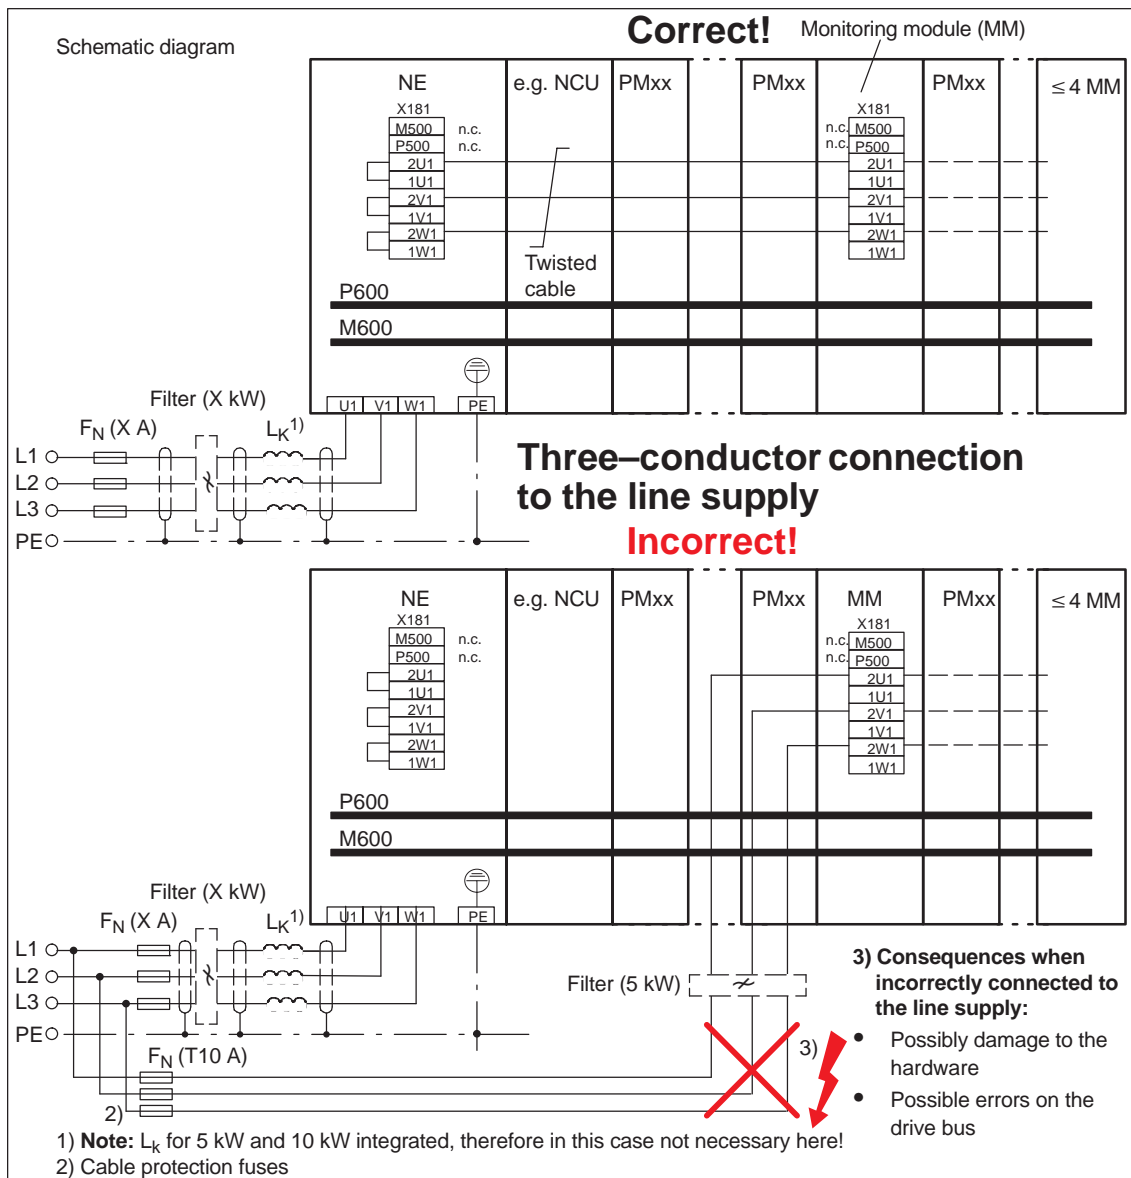 Correct!
Monitoring module (MM)
Schematic diagram
NE
e.g. NCU
PMxx
PMxx
PMxx
≤ 4 MM
X181
M500 n.c.
P500 n.c.
2U1
1U1
2V1
1V1
2W1
1W1
X181
n.c. M500
n.c. P500
2U1
1U1
2V1
1V1
2W1
1W1
Twisted
cable
P600
M600
U1 V1 W1 PE
Filter (X kW)
FN (X A)
LK1)
L1
L2
L3
PE
Three–conductor connection
to the line supply
Incorrect!
NE
e.g. NCU
PMxx
PMxx
MM
PMxx
≤ 4 MM
X181
M500 n.c.
P500 n.c.
2U1
1U1
2V1
1V1
2W1
1W1
X181
n.c. M500
n.c. P500
2U1
1U1
2V1
1V1
2W1
1W1
P600
M600
U1 V1 W1 PE
Filter (X kW)
FN (X A)
LK1)
L1
L2
L3
PE
FN (T10 A)
2)
Filter (5 kW)
3)
3) Consequences when
incorrectly connected to
the line supply:
• Possibly damage to the
hardware
• Possible errors on the
drive bus
1) Note: Lk for 5 kW and 10 kW integrated, therefore in this case not necessary here!
2) Cable protection fuses